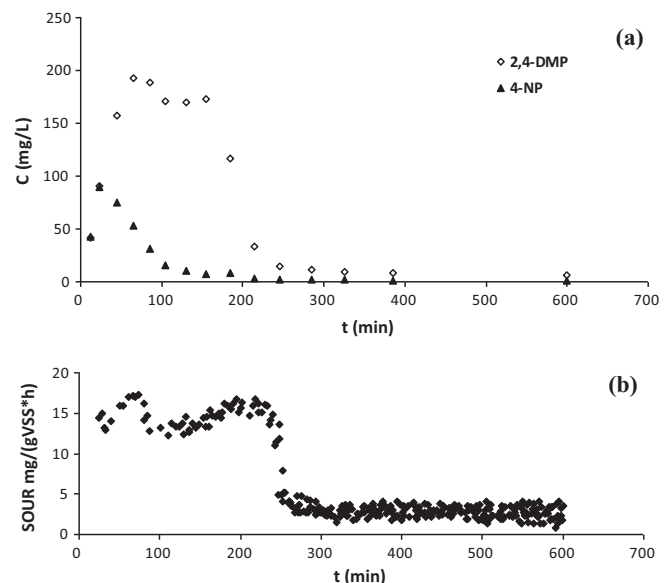 250
(a)
200
◇ 2,4-DMP
▲ 4-NP
150
C (mg/L)
100
50
0
0 100 200 300 400 500 600 700
t (min)
20
(b)
15
SOUR mg/(gVSS*h)
10
5
0
0 100 200 300 400 500 600 700
t (min)